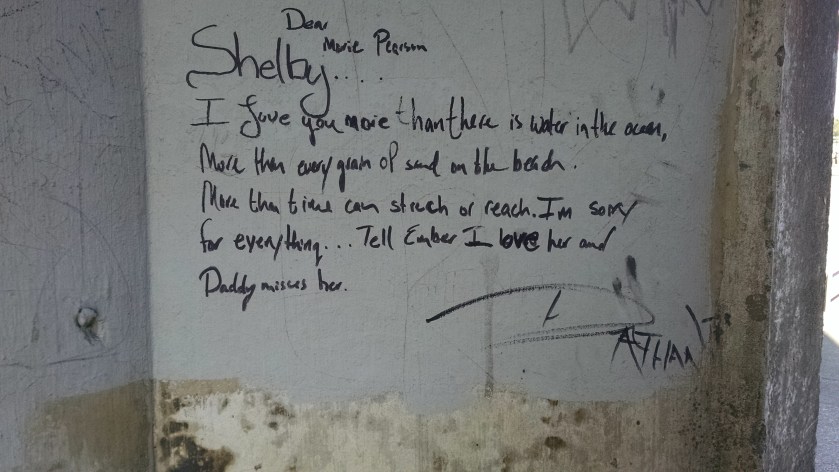 Dear
Marie Pearson
Shelby....
I love you more than there is water in the ocean,
More than every grain of sand on the beach.
More than time can strech or reach. I'm sorry
for everything... Tell Ember I love her and
Daddy misses her.
ATHAN